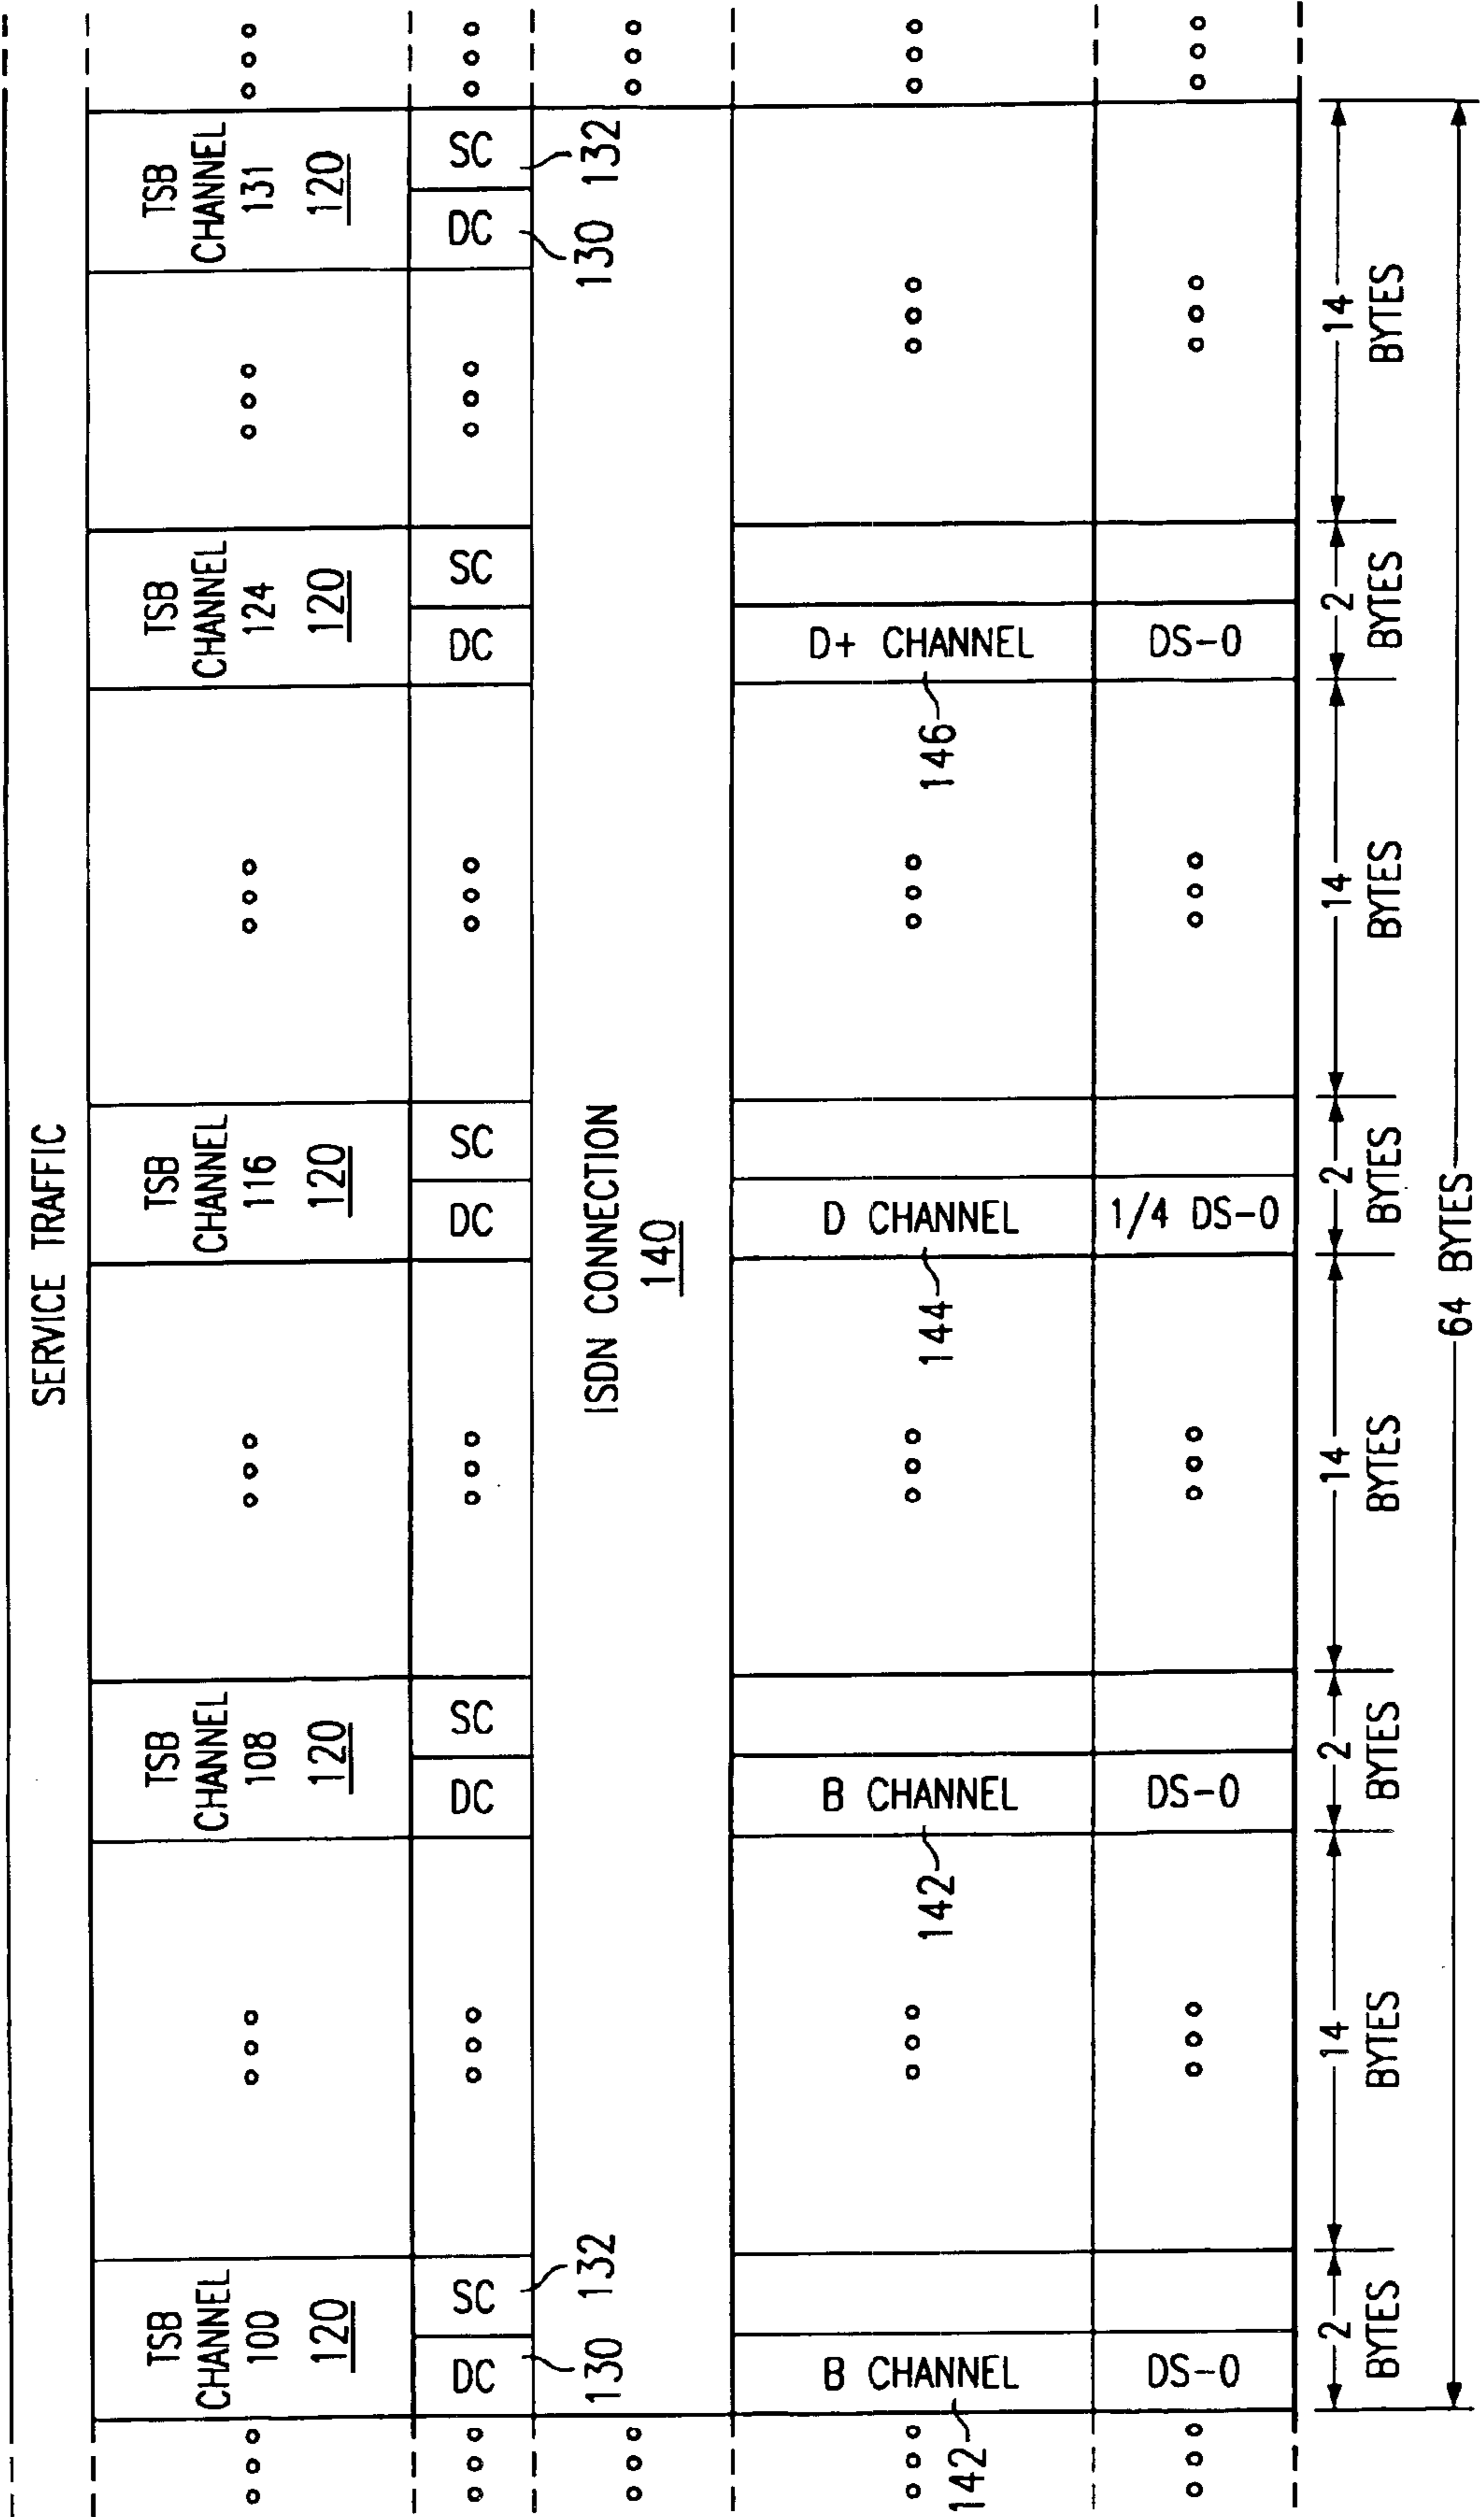 SERVICE TRAFFIC
TSB
CHANNEL
100
120
TSB
CHANNEL
108
120
TSB
CHANNEL
116
120
TSB
CHANNEL
124
120
TSB
CHANNEL
131
120
DC SC DC SC DC SC DC SC DC SC
130 132 130 132
ISDN CONNECTION
140
B CHANNEL B CHANNEL D CHANNEL D+ CHANNEL
142 142 144 146
DS-0 DS-0 1/4 DS-0 DS-0
2
BYTES
14
BYTES
2
BYTES
14
BYTES
2
BYTES
14
BYTES
2
BYTES
14
BYTES
64 BYTES